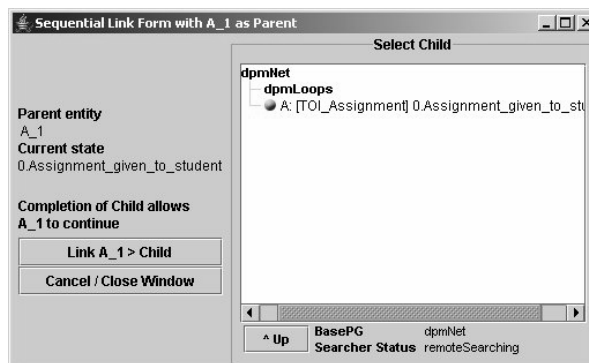 Sequential Link Form with A_1 as Parent
Select Child
Parent entity
A_1
Current state
0.Assignment_given_to_student
Completion of Child allows
A_1 to continue
Link A_1 > Child
Cancel / Close Window
dpmNet
dpmLoops
A: [TOI_Assignment] 0.Assignment_given_to_stu
^ Up
BasePG dpmNet
Searcher Status remoteSearching